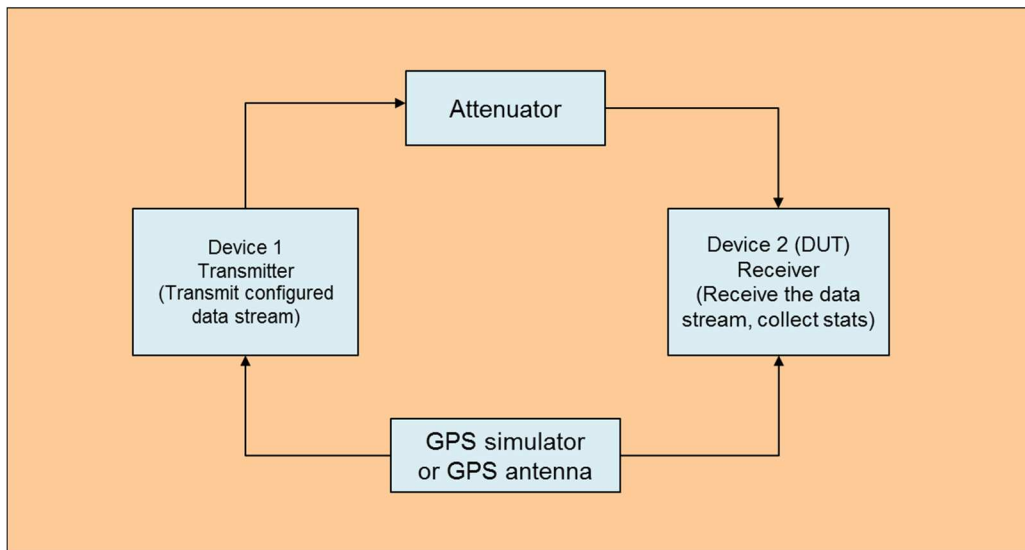 Attenuator
Device 1
Transmitter
(Transmit configured
data stream)
Device 2 (DUT)
Receiver
(Receive the data
stream, collect stats)
GPS simulator
or GPS antenna